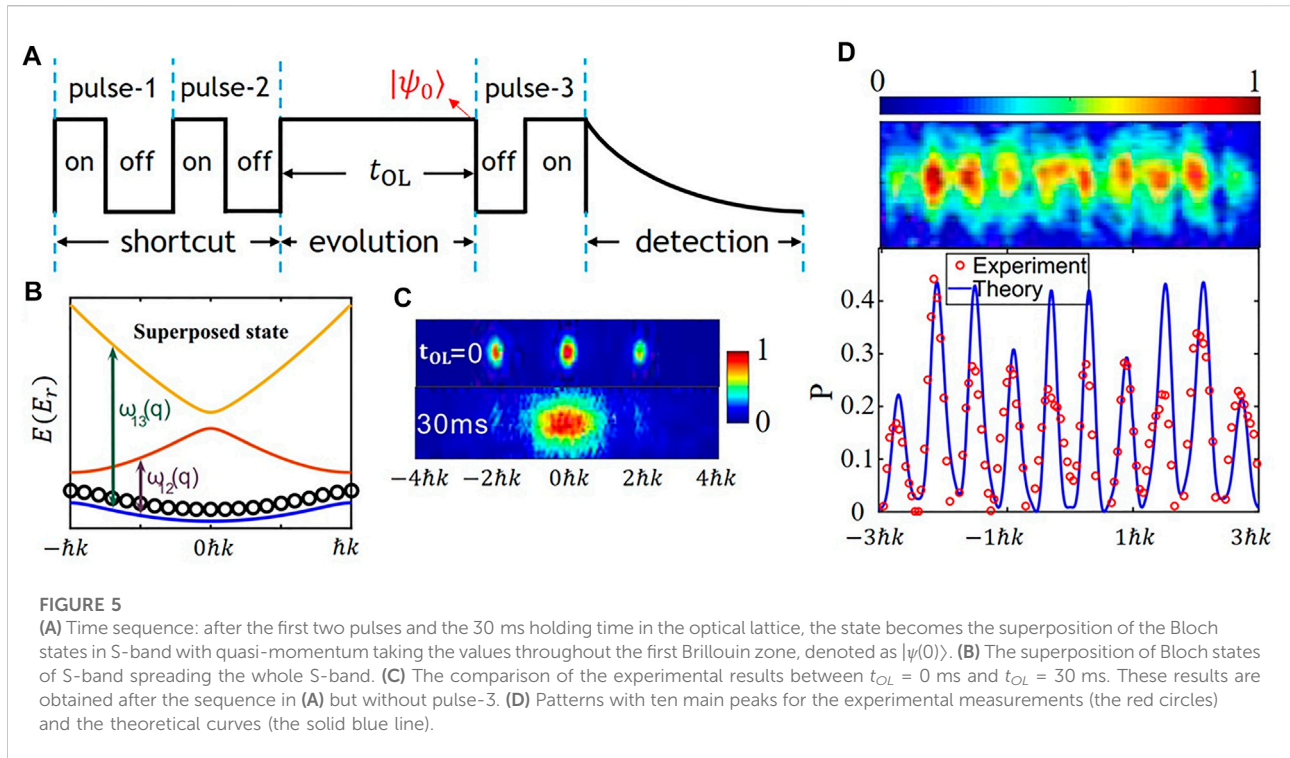 A
pulse-1
pulse-2
|ψ₀⟩
pulse-3
on
off
on
off
t_OL
off
on
shortcut
evolution
detection
B
Superposed state
E(E_r)
ω₁₃(q)
ω₁₂(q)
−ħk
0ħk
ħk
C
t_OL=0
30ms
1
0
−4ħk
−2ħk
0ħk
2ħk
4ħk
D
0
1
Experiment
Theory
P
0.4
0.3
0.2
0.1
0
−3ħk
−1ħk
1ħk
3ħk
FIGURE 5
(A) Time sequence: after the first two pulses and the 30 ms holding time in the optical lattice, the state becomes the superposition of the Bloch
states in S-band with quasi-momentum taking the values throughout the first Brillouin zone, denoted as |ψ(0)⟩. (B) The superposition of Bloch states
of S-band spreading the whole S-band. (C) The comparison of the experimental results between t_OL = 0 ms and t_OL = 30 ms. These results are
obtained after the sequence in (A) but without pulse-3. (D) Patterns with ten main peaks for the experimental measurements (the red circles)
and the theoretical curves (the solid blue line).